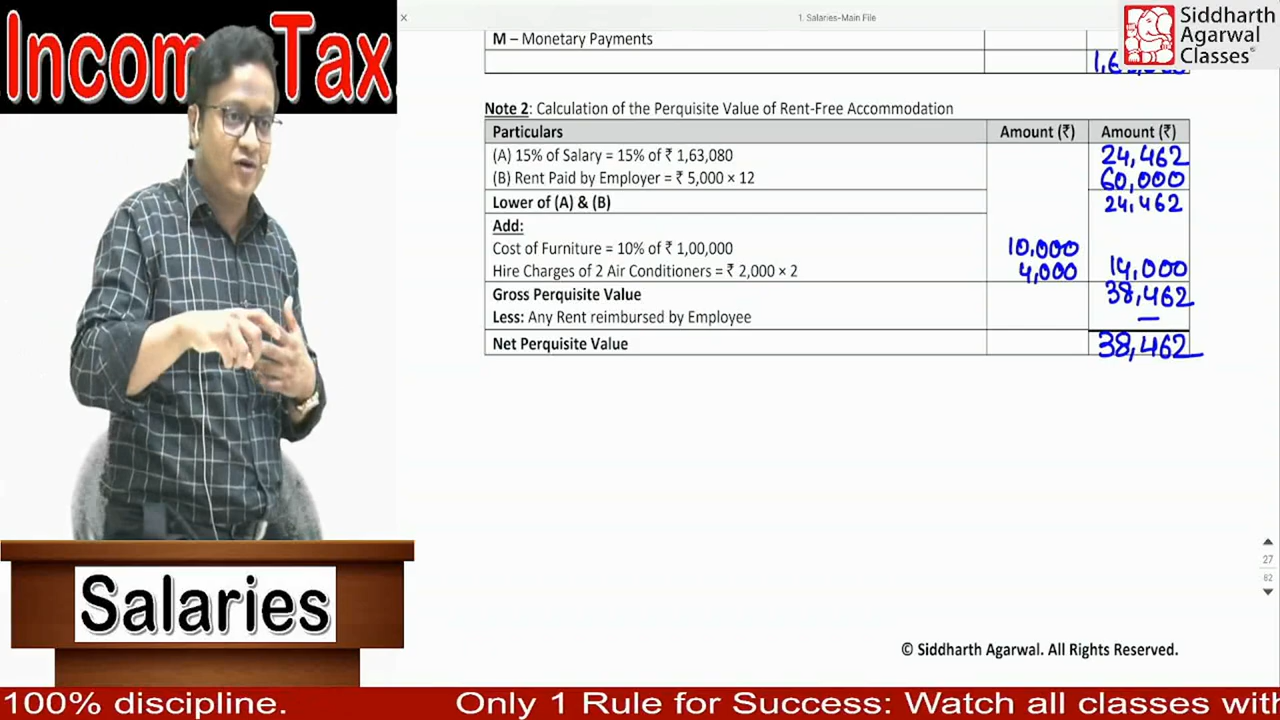 Income Tax
1. Salaries-Main File
Siddharth
Agarwal
Classes
M – Monetary Payments
Note 2: Calculation of the Perquisite Value of Rent-Free Accommodation
Particulars Amount (₹) Amount (₹)
(A) 15% of Salary = 15% of ₹ 1,63,080 24,462
(B) Rent Paid by Employer = ₹ 5,000 × 12 60,000
Lower of (A) & (B) 24,462
Add:
Cost of Furniture = 10% of ₹ 1,00,000 10,000
Hire Charges of 2 Air Conditioners = ₹ 2,000 × 2 4,000 14,000
Gross Perquisite Value 38,462
Less: Any Rent reimbursed by Employee —
Net Perquisite Value 38,462
27
82
Salaries
© Siddharth Agarwal. All Rights Reserved.
100% discipline. Only 1 Rule for Success: Watch all classes with